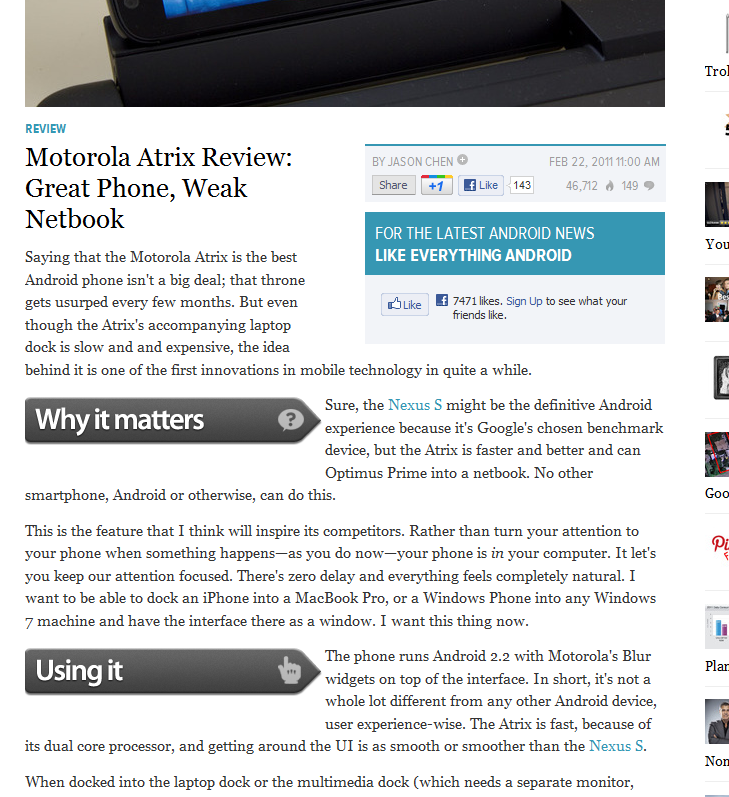 REVIEW
Motorola Atrix Review:
Great Phone, Weak
Netbook
BY JASON CHEN
FEB 22, 2011 11:00 AM
Share
+1
Like
143
46,712
149
FOR THE LATEST ANDROID NEWS
LIKE EVERYTHING ANDROID
Like
7471 likes. Sign Up to see what your
friends like.
Saying that the Motorola Atrix is the best
Android phone isn't a big deal; that throne
gets usurped every few months. But even
though the Atrix's accompanying laptop
dock is slow and and expensive, the idea
behind it is one of the first innovations in mobile technology in quite a while.
Why it matters
Sure, the Nexus S might be the definitive Android
experience because it's Google's chosen benchmark
device, but the Atrix is faster and better and can
Optimus Prime into a netbook. No other
smartphone, Android or otherwise, can do this.
This is the feature that I think will inspire its competitors. Rather than turn your attention to
your phone when something happens—as you do now—your phone is in your computer. It let's
you keep our attention focused. There's zero delay and everything feels completely natural. I
want to be able to dock an iPhone into a MacBook Pro, or a Windows Phone into any Windows
7 machine and have the interface there as a window. I want this thing now.
Using it
The phone runs Android 2.2 with Motorola's Blur
widgets on top of the interface. In short, it's not a
whole lot different from any other Android device,
user experience-wise. The Atrix is fast, because of
its dual core processor, and getting around the UI is as smooth or smoother than the Nexus S.
When docked into the laptop dock or the multimedia dock (which needs a separate monitor,
You
Goo
Plan
Non